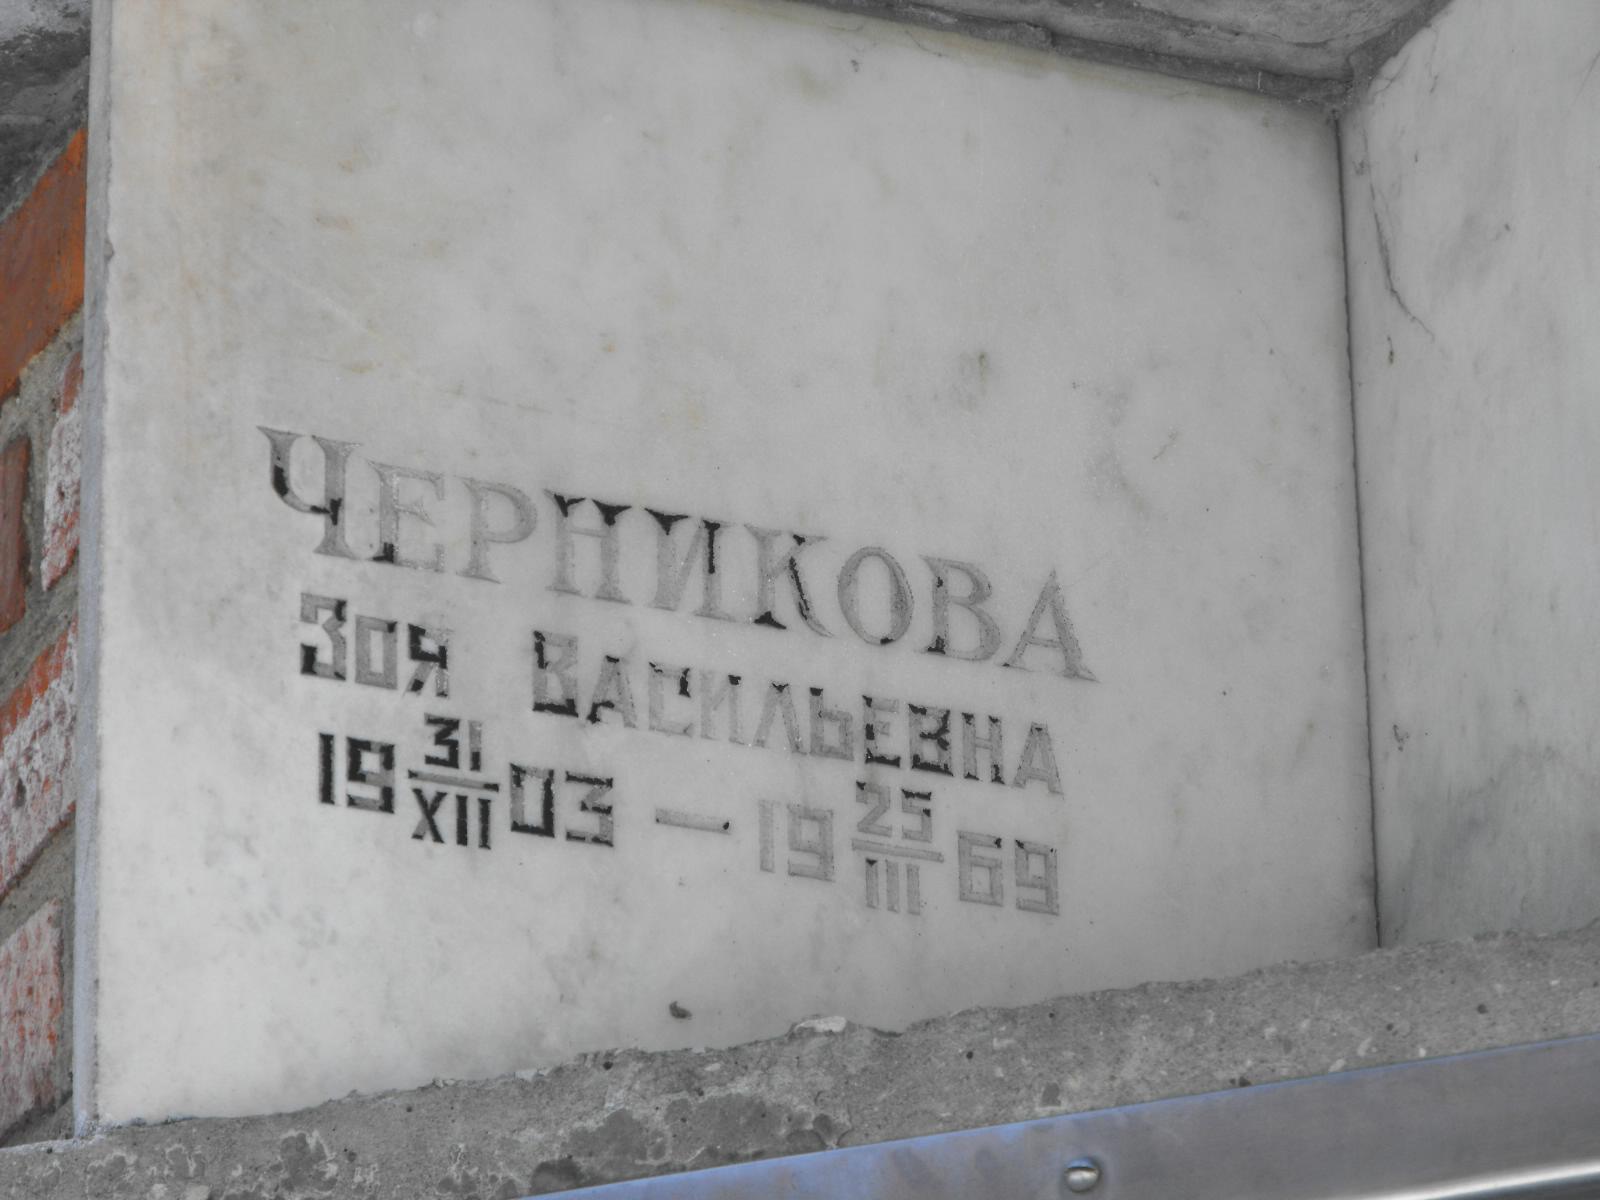 ЧЕРНИКОВА
ЗОЯ ВАСИЛЬЕВНА
19 31/XII 03 — 19 25/III 69